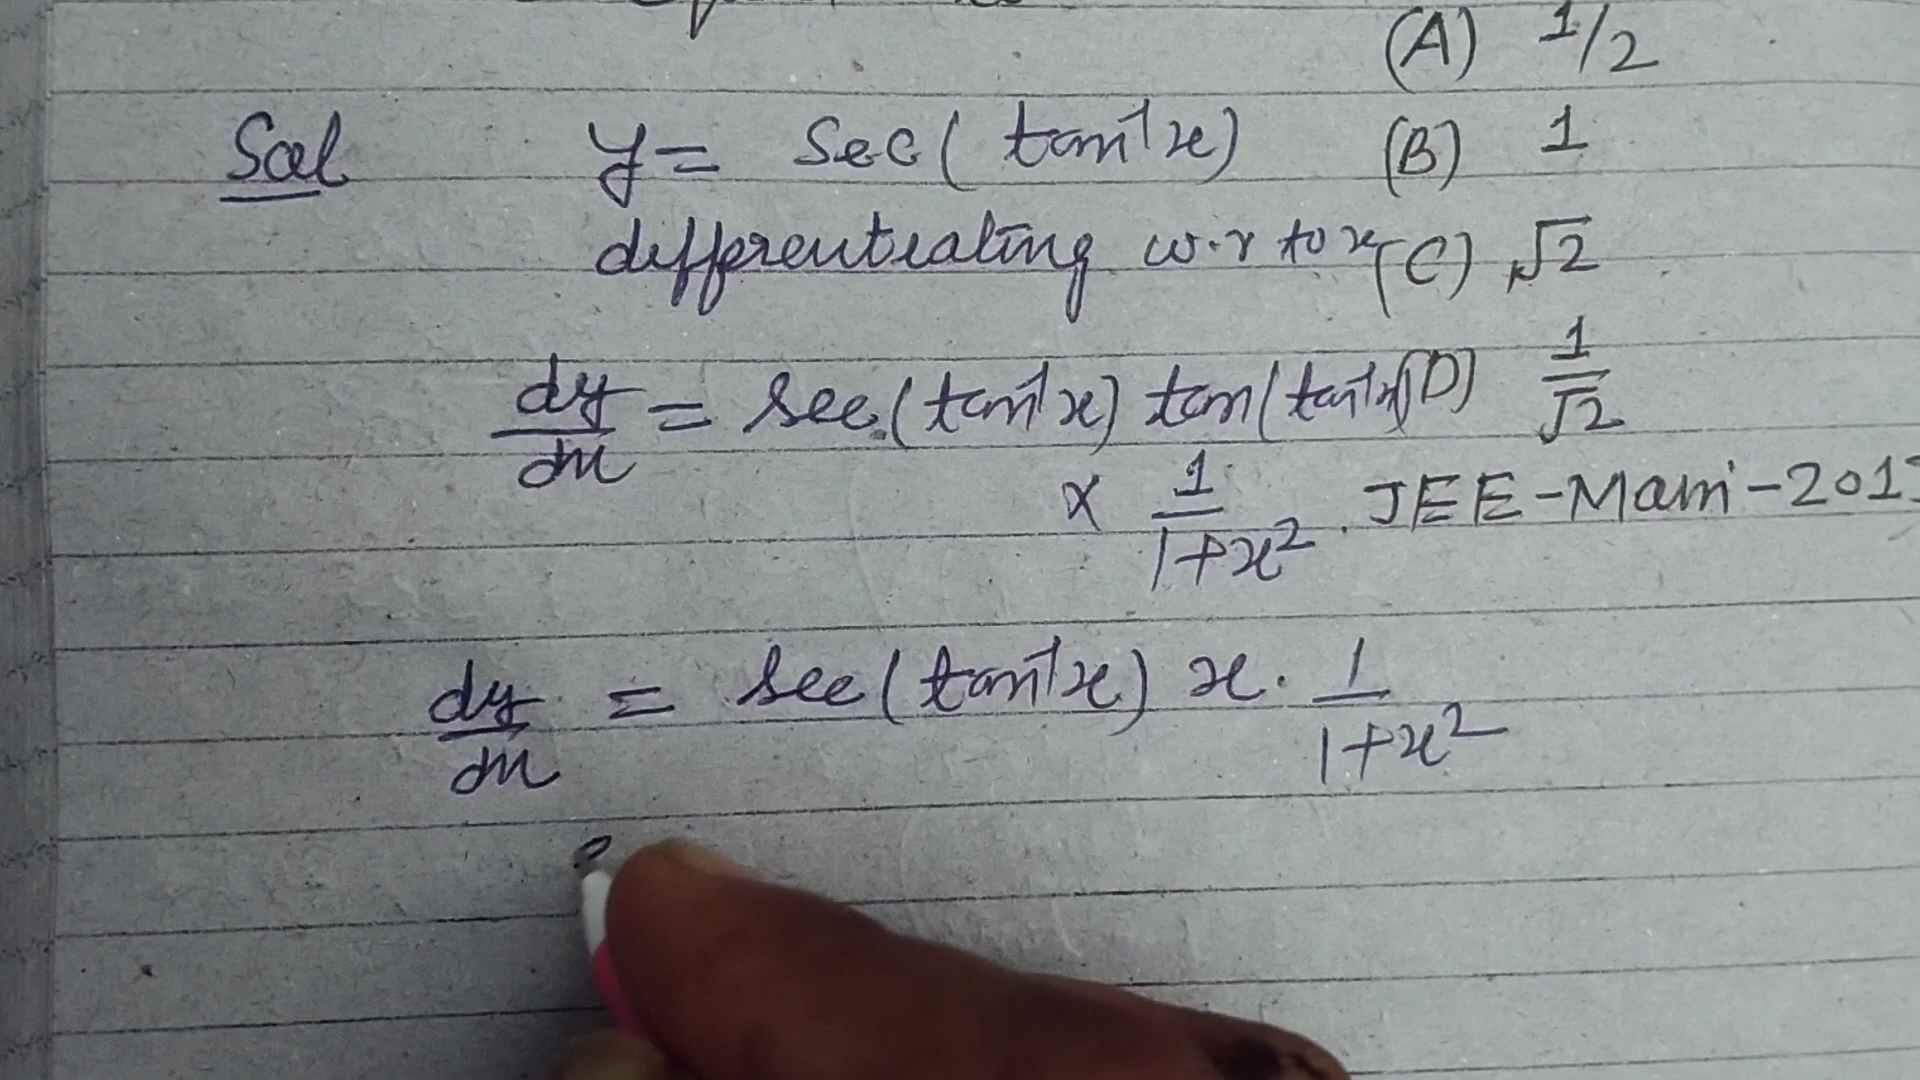 (A) 1/2
Sol y = Sec(tan⁻¹x) (B) 1
differentiating w.r to x (C) √2
dy/dx = sec(tan⁻¹x) tan(tan⁻¹x) (D) 1/√2
× 1/1+x² . JEE-Main-201
dy/dx = sec(tan⁻¹x) x. 1/1+x²